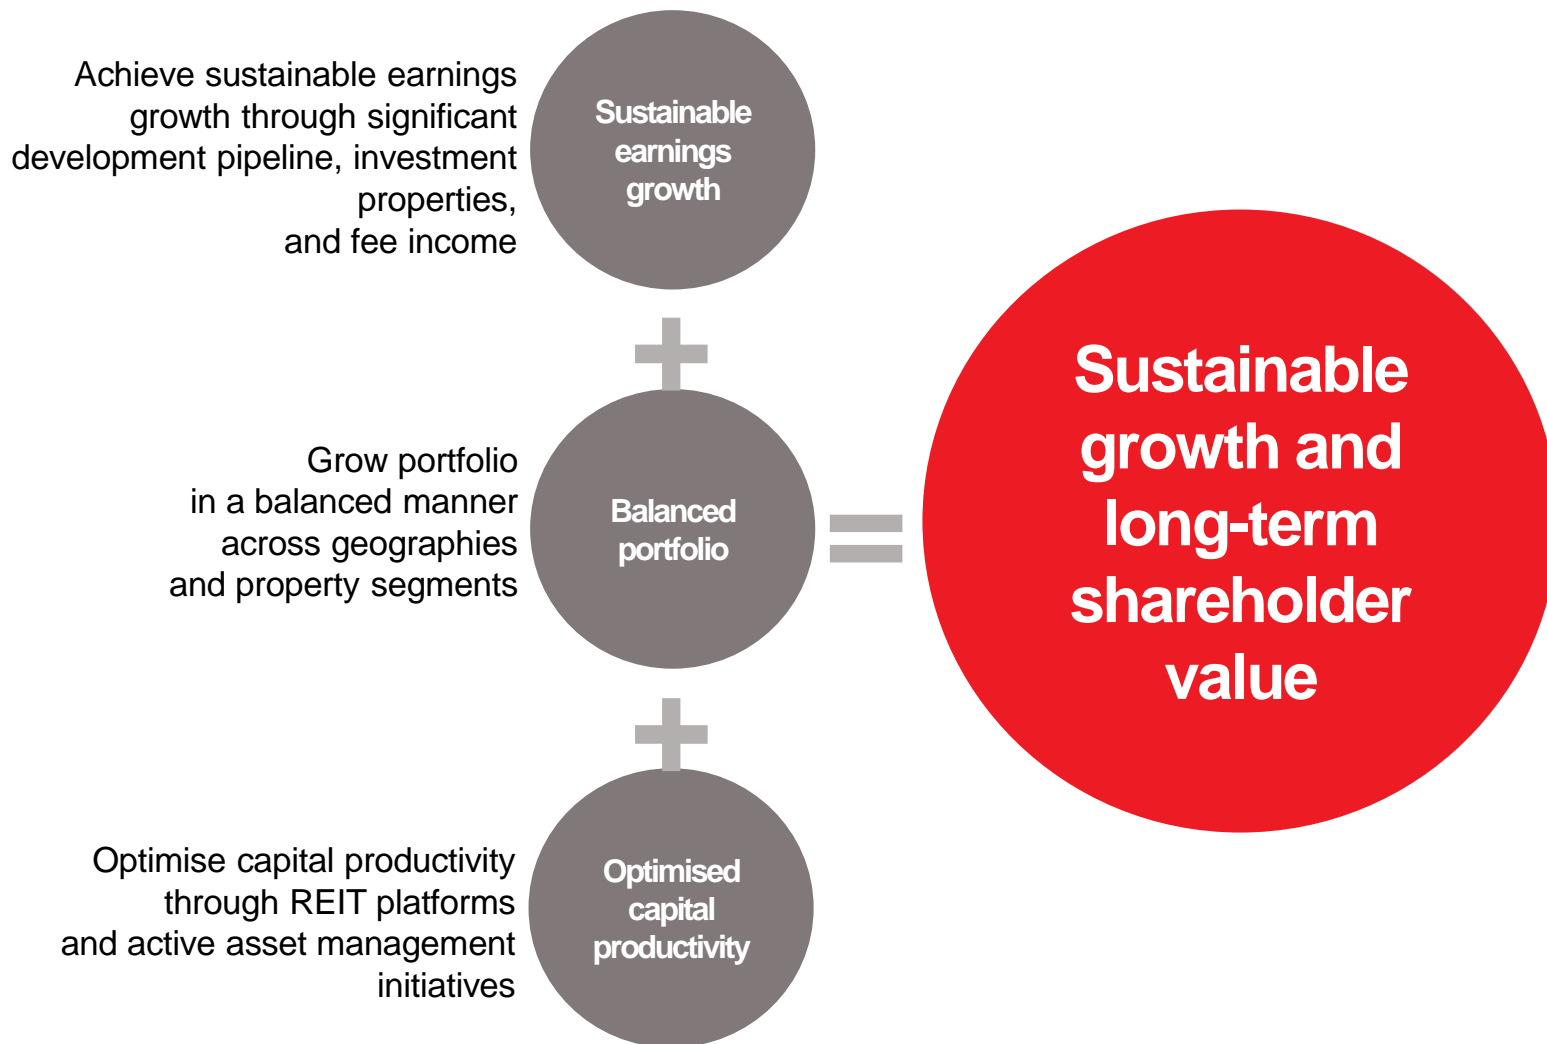 Achieve sustainable earnings
growth through significant
development pipeline, investment
properties,
and fee income
Sustainable
earnings
growth
+
Grow portfolio
in a balanced manner
across geographies
and property segments
Balanced
portfolio
=
Sustainable
growth and
long-term
shareholder
value
+
Optimise capital productivity
through REIT platforms
and active asset management
initiatives
Optimised
capital
productivity